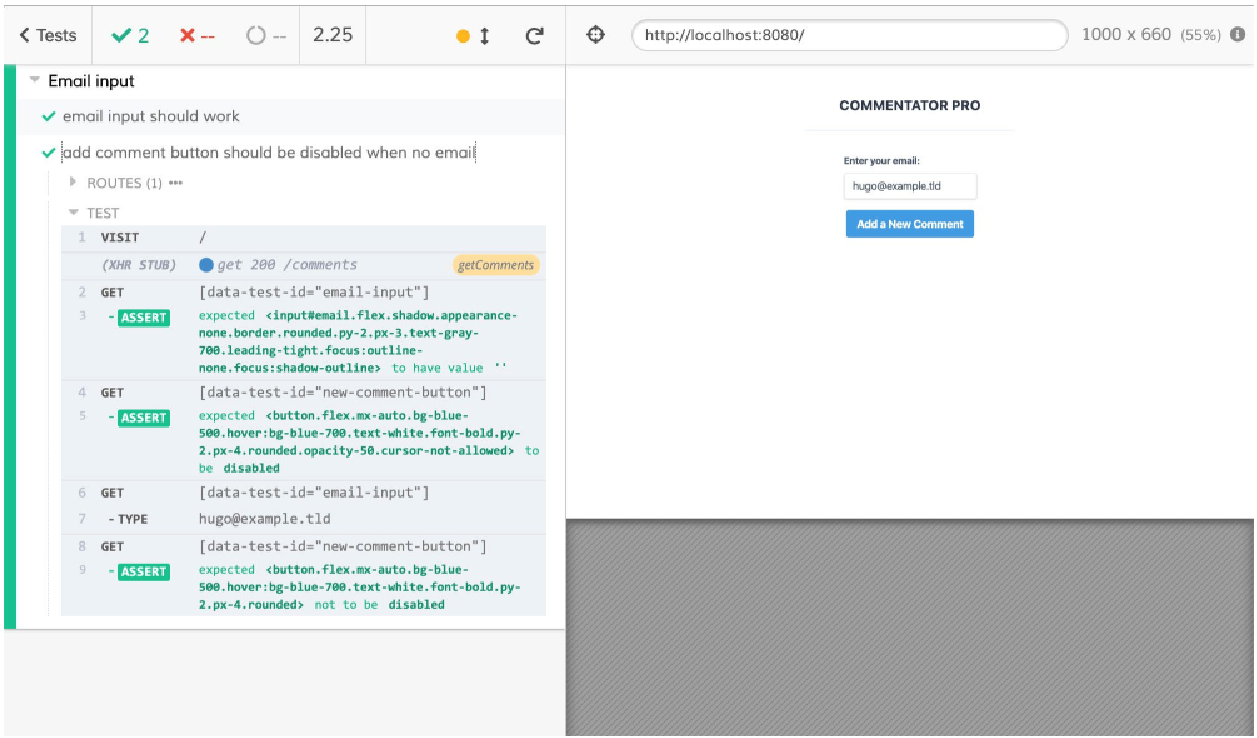 Tests 2 -- -- 2.25
http://localhost:8080/ 1000 x 660 (55%)
Email input
email input should work
add comment button should be disabled when no email
ROUTES (1) •••
TEST
1 VISIT /
(XHR STUB) get 200 /comments getComments
2 GET [data-test-id="email-input"]
3 - ASSERT expected <input#email.flex.shadow.appearance-
none.border.rounded.py-2.px-3.text-gray-
700.leading-tight.focus:outline-
none.focus:shadow-outline> to have value ''
4 GET [data-test-id="new-comment-button"]
5 - ASSERT expected <button.flex.mx-auto.bg-blue-
500.hover:bg-blue-700.text-white.font-bold.py-
2.px-4.rounded.opacity-50.cursor-not-allowed> to
be disabled
6 GET [data-test-id="email-input"]
7 - TYPE hugo@example.tld
8 GET [data-test-id="new-comment-button"]
9 - ASSERT expected <button.flex.mx-auto.bg-blue-
500.hover:bg-blue-700.text-white.font-bold.py-
2.px-4.rounded> not to be disabled
COMMENTATOR PRO
Enter your email:
hugo@example.tld
Add a New Comment